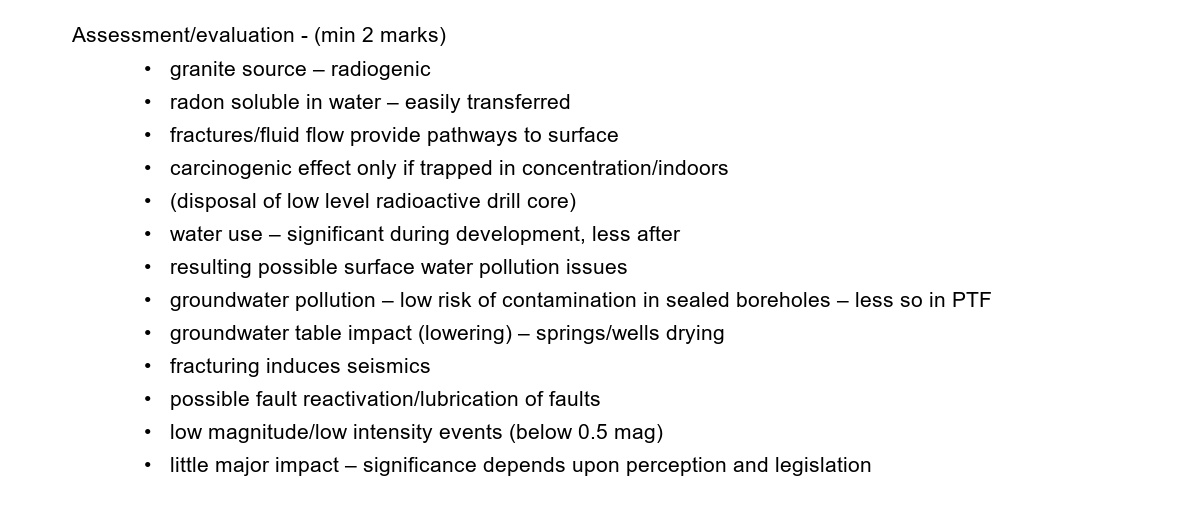 Assessment/evaluation - (min 2 marks)
• granite source – radiogenic
• radon soluble in water – easily transferred
• fractures/fluid flow provide pathways to surface
• carcinogenic effect only if trapped in concentration/indoors
• (disposal of low level radioactive drill core)
• water use – significant during development, less after
• resulting possible surface water pollution issues
• groundwater pollution – low risk of contamination in sealed boreholes – less so in PTF
• groundwater table impact (lowering) – springs/wells drying
• fracturing induces seismics
• possible fault reactivation/lubrication of faults
• low magnitude/low intensity events (below 0.5 mag)
• little major impact – significance depends upon perception and legislation